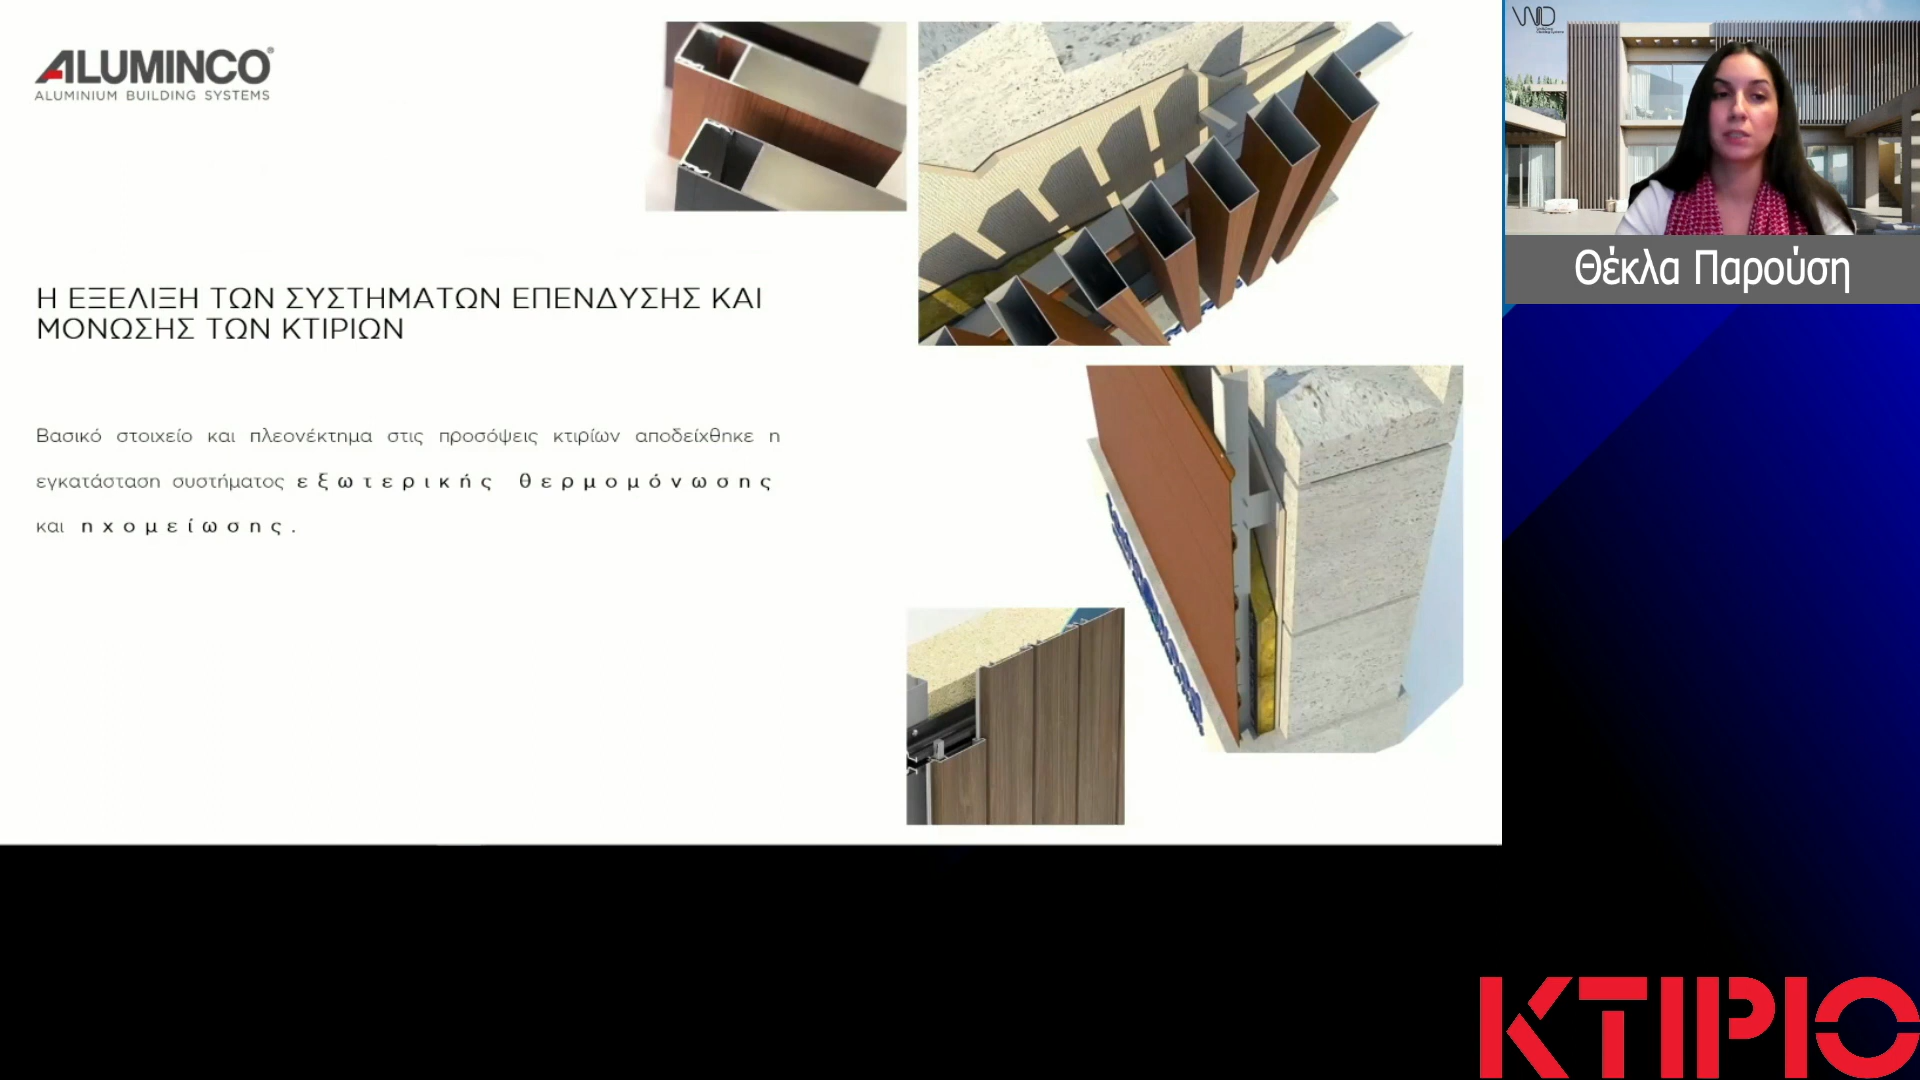 ALUMINCO®
ALUMINIUM BUILDING SYSTEMS
Η ΕΞΕΛΙΞΗ ΤΩΝ ΣΥΣΤΗΜΑΤΩΝ ΕΠΕΝΔΥΣΗΣ ΚΑΙ
ΜΟΝΩΣΗΣ ΤΩΝ ΚΤΙΡΙΩΝ
Βασικό στοιχείο και πλεονέκτημα στις προσόψεις κτιρίων αποδείχθηκε η
εγκατάσταση συστήματος εξωτερικής θερμομόνωσης
και ηχομείωσης.
Θέκλα Παρούση
ΚΤΙΡΙΟ